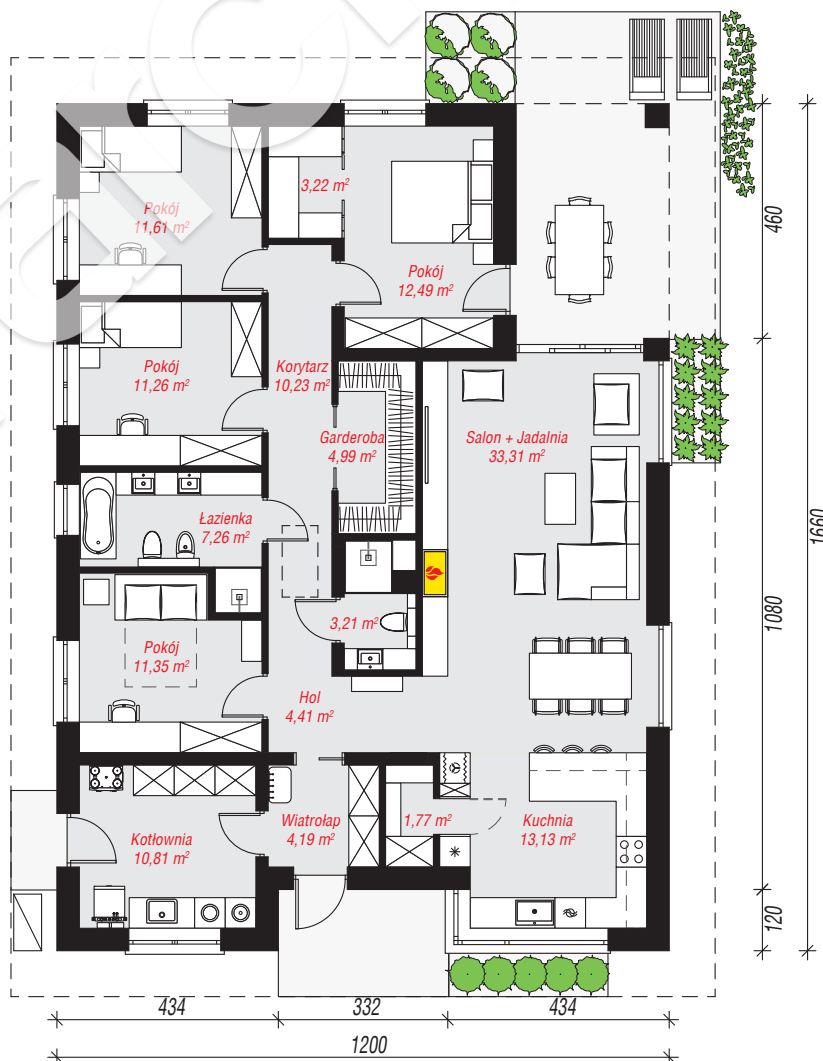 3,22 m²
Pokój
11,61 m²
Pokój
12,49 m²
460
Pokój
11,26 m²
Korytarz
10,23 m²
Garderoba
4,99 m²
Salon + Jadalnia
33,31 m²
Łazienka
7,26 m²
1660
1080
3,21 m²
Pokój
11,35 m²
Hol
4,41 m²
Wiatrołap
4,19 m²
1,77 m²
Kuchnia
13,13 m²
Kotłownia
10,81 m²
120
434
332
434
1200